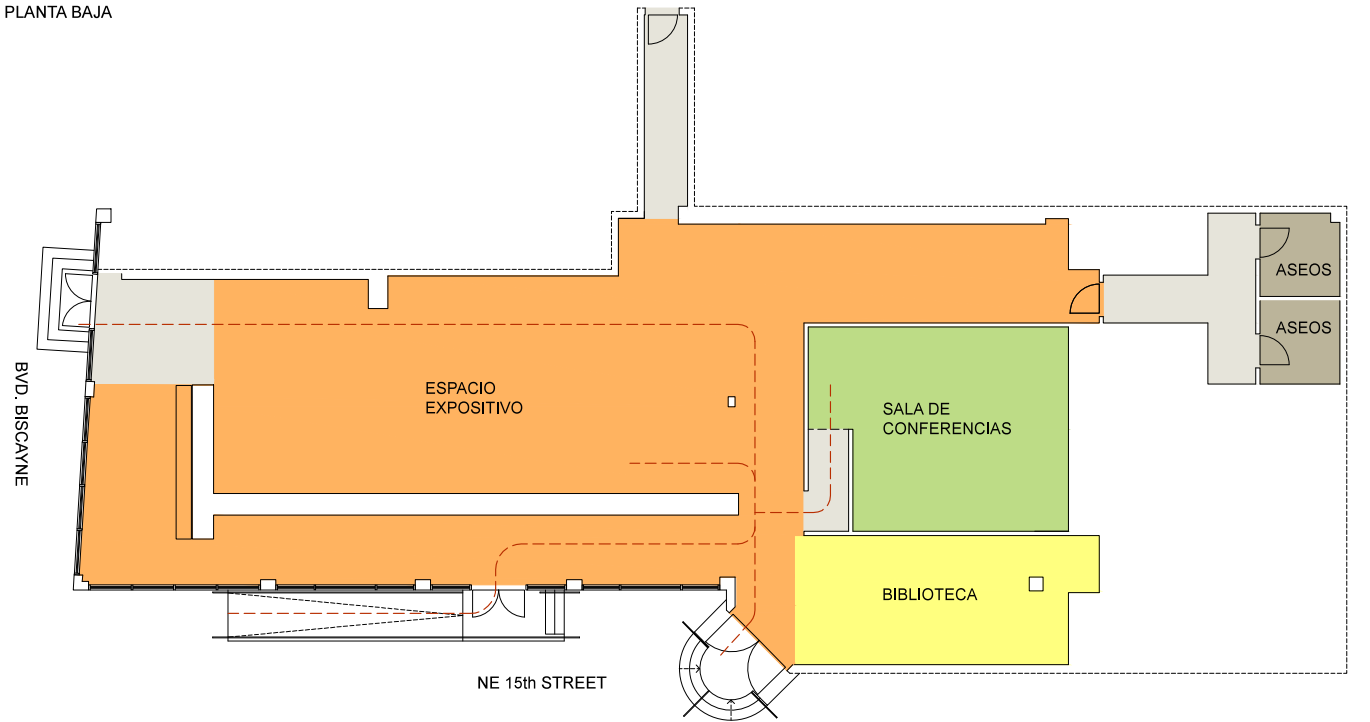 PLANTA BAJA
ASEOS
ASEOS
BVD. BISCAYNE
ESPACIO
EXPOSITIVO
SALA DE
CONFERENCIAS
BIBLIOTECA
NE 15th STREET